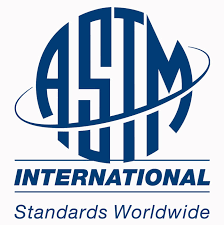 ASTM
INTERNATIONAL
Standards Worldwide